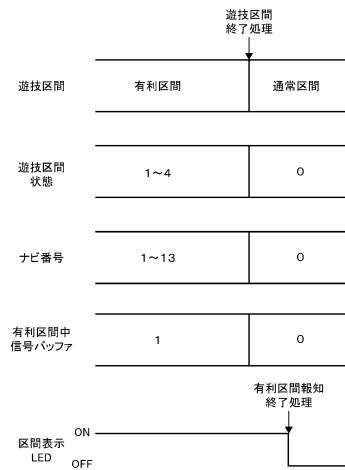 遊技区間
終了処理
遊技区間
有利区間
通常区間
遊技区間
状態
1~4
0
ナビ番号
1~13
0
有利区間中
信号バッファ
1
0
有利区間報知
終了処理
区間表示
LED
ON
OFF